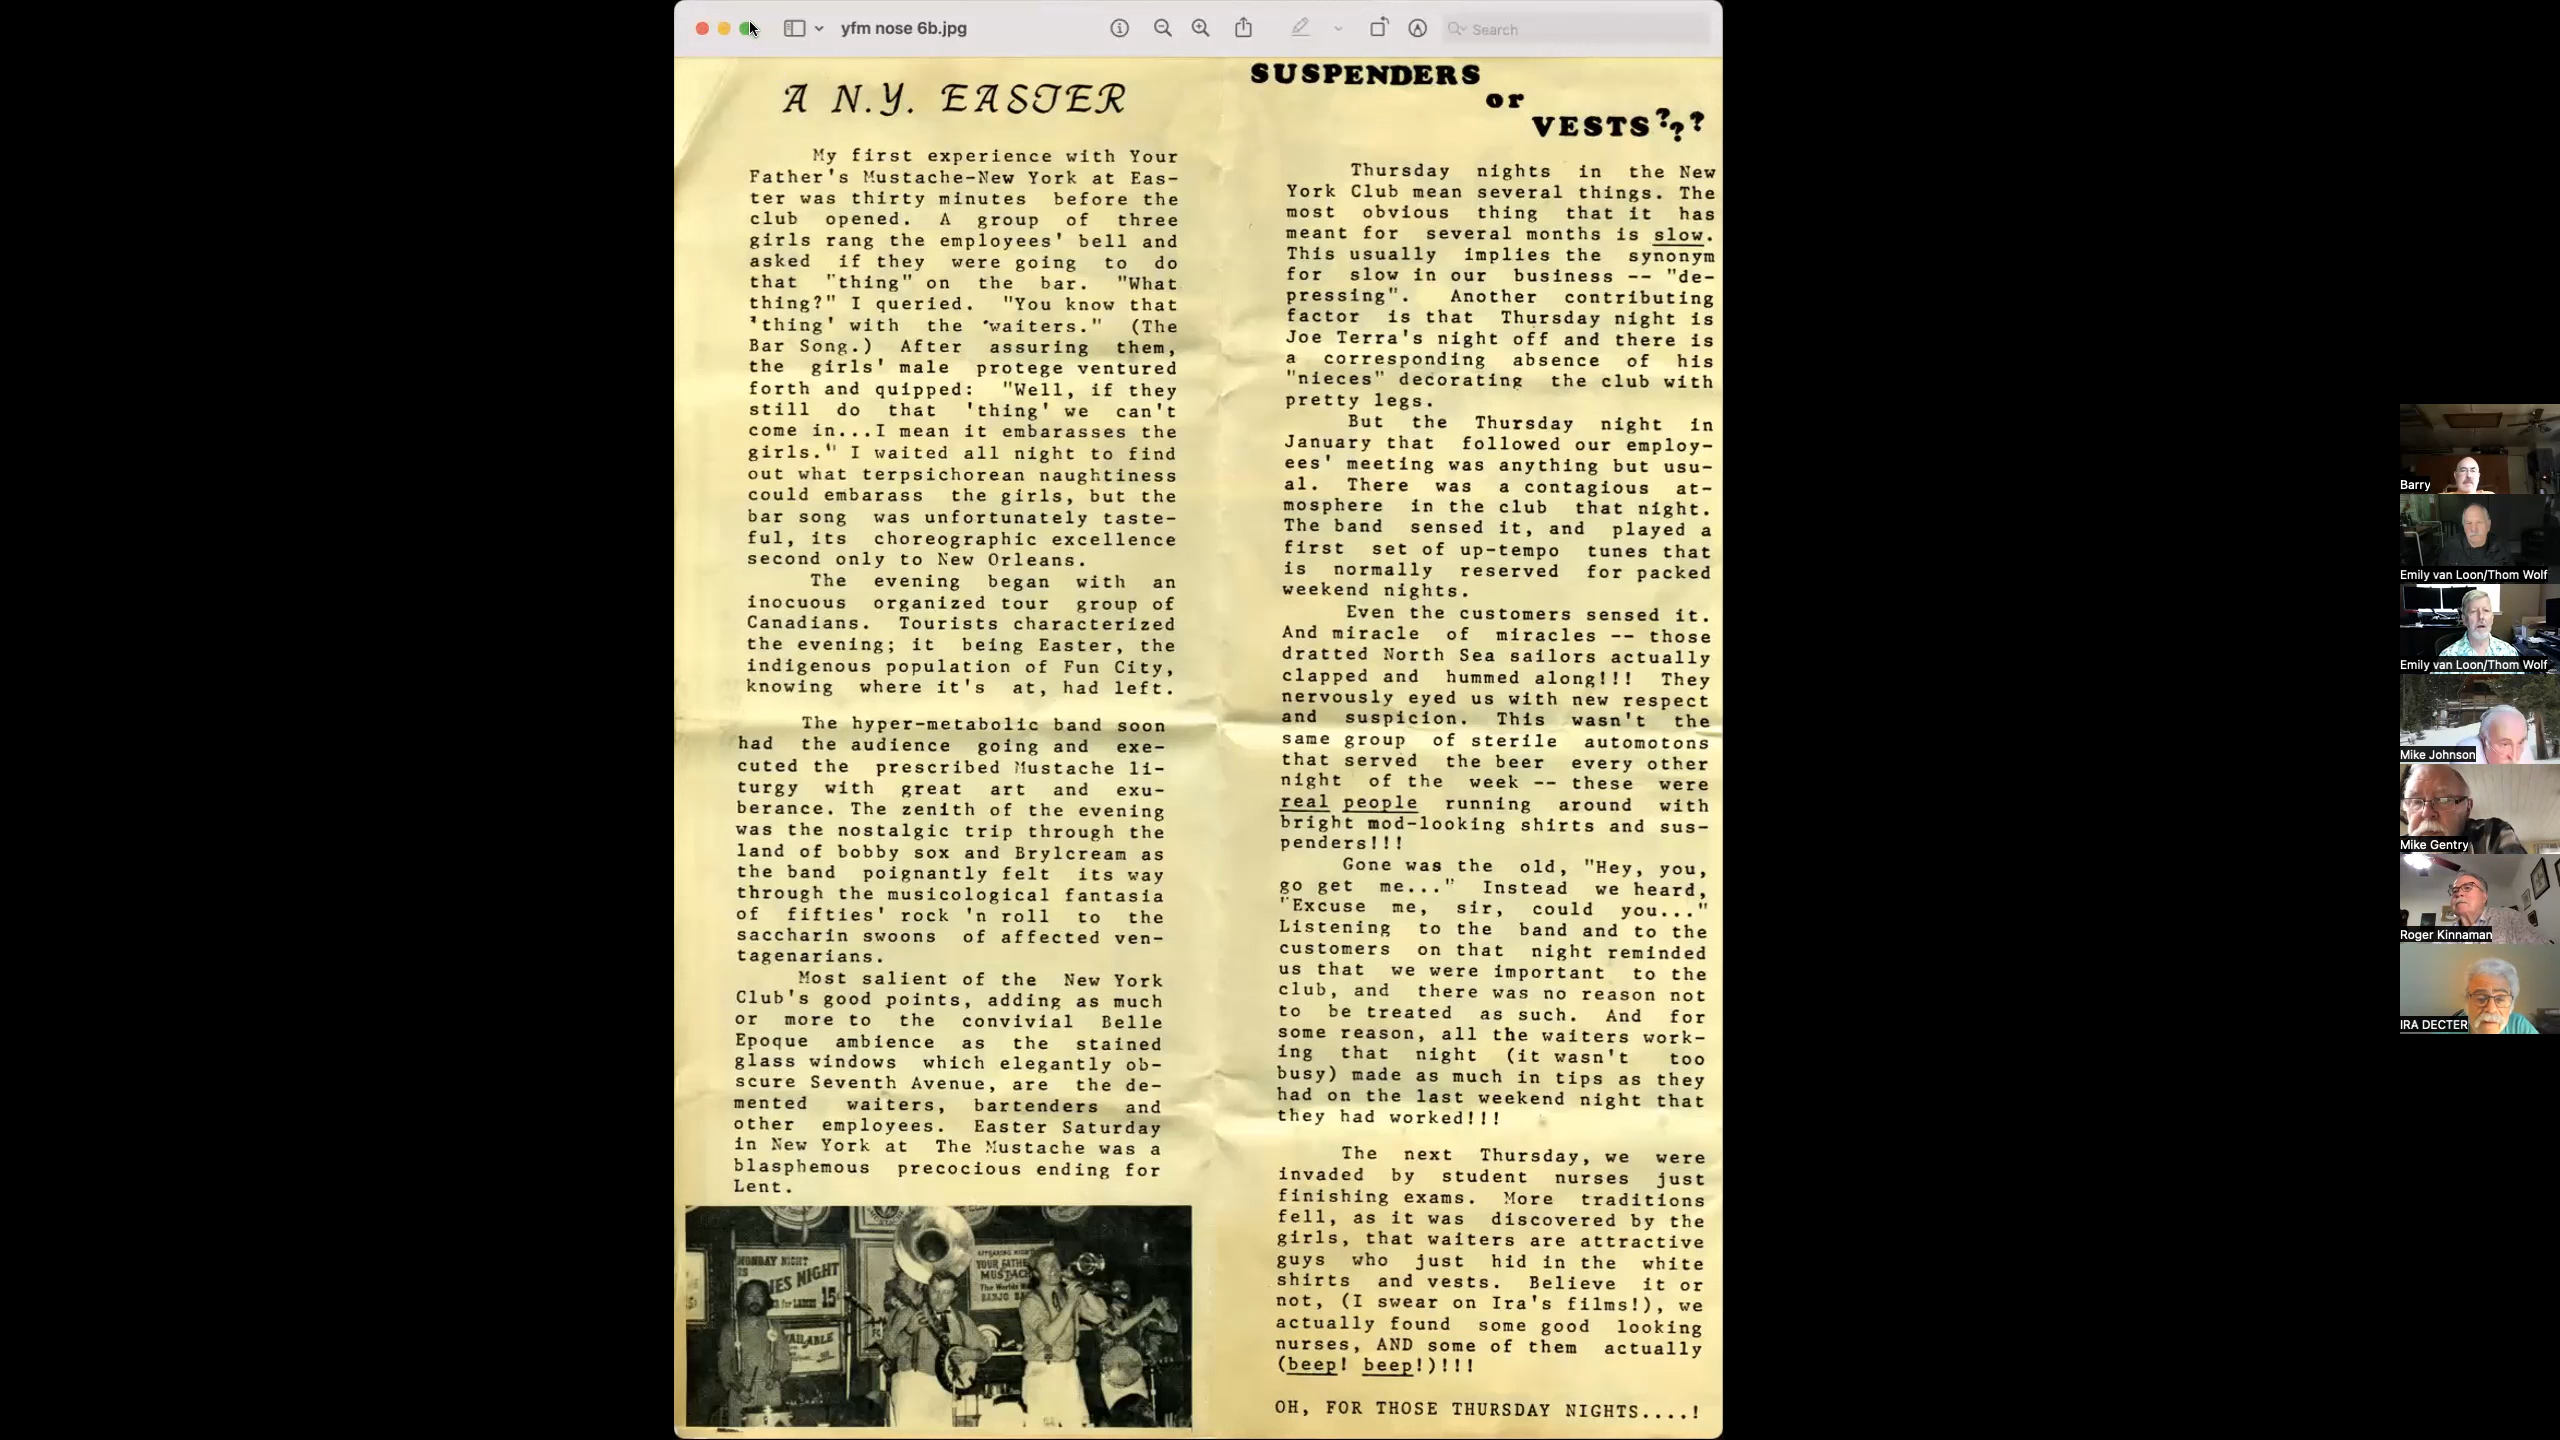 yfm nose 6b.jpg
Search
A N.Y. EASTER
My first experience with Your
Father's Mustache-New York at Eas-
ter was thirty minutes before the
club opened. A group of three
girls rang the employees' bell and
asked if they were going to do
that "thing" on the bar. "What
thing?" I queried. "You know that
'thing' with the waiters." (The
Bar Song.) After assuring them,
the girls' male protege ventured
forth and quipped: "Well, if they
still do that 'thing' we can't
come in...I mean it embarasses the
girls." I waited all night to find
out what terpsichorean naughtiness
could embarass the girls, but the
bar song was unfortunately taste-
ful, its choreographic excellence
second only to New Orleans.
The evening began with an
inocuous organized tour group of
Canadians. Tourists characterized
the evening; it being Easter, the
indigenous population of Fun City,
knowing where it's at, had left.
The hyper-metabolic band soon
had the audience going and exe-
cuted the prescribed Mustache li-
turgy with great art and exu-
berance. The zenith of the evening
was the nostalgic trip through the
land of bobby sox and Brylcream as
the band poignantly felt its way
through the musicological fantasia
of fifties' rock 'n roll to the
saccharin swoons of affected ven-
tagenarians.
Most salient of the New York
Club's good points, adding as much
or more to the convivial Belle
Epoque ambience as the stained
glass windows which elegantly ob-
scure Seventh Avenue, are the de-
mented waiters, bartenders and
other employees. Easter Saturday
in New York at The Mustache was a
blasphemous precocious ending for
Lent.
MONDAY NIGHT
IS
LADIES NIGHT
for LADIES 15¢
AVAILABLE
APPEARING NIGHTLY
YOUR FATHER'S
MUSTACHE
The Worlds
BANJO BAND
SUSPENDERS
or
VESTS???
Thursday nights in the New
York Club mean several things. The
most obvious thing that it has
meant for several months is slow.
This usually implies the synonym
for slow in our business -- "de-
pressing". Another contributing
factor is that Thursday night is
Joe Terra's night off and there is
a corresponding absence of his
"nieces" decorating the club with
pretty legs.
But the Thursday night in
January that followed our employ-
ees' meeting was anything but usu-
al. There was a contagious at-
mosphere in the club that night.
The band sensed it, and played a
first set of up-tempo tunes that
is normally reserved for packed
weekend nights.
Even the customers sensed it.
And miracle of miracles -- those
dratted North Sea sailors actually
clapped and hummed along!!! They
nervously eyed us with new respect
and suspicion. This wasn't the
same group of sterile automotons
that served the beer every other
night of the week -- these were
real people running around with
bright mod-looking shirts and sus-
penders!!!
Gone was the old, "Hey, you,
go get me..." Instead we heard,
"Excuse me, sir, could you..."
Listening to the band and to the
customers on that night reminded
us that we were important to the
club, and there was no reason not
to be treated as such. And for
some reason, all the waiters work-
ing that night (it wasn't too
busy) made as much in tips as they
had on the last weekend night that
they had worked!!!
The next Thursday, we were
invaded by student nurses just
finishing exams. More traditions
fell, as it was discovered by the
girls, that waiters are attractive
guys who just hid in the white
shirts and vests. Believe it or
not, (I swear on Ira's films!), we
actually found some good looking
nurses, AND some of them actually
(beep! beep!)!!!
OH, FOR THOSE THURSDAY NIGHTS....!
Barry
Emily van Loon/Thom Wolf
Emily van Loon/Thom Wolf
Mike Johnson
Mike Gentry
Roger Kinnaman
IRA DECTER